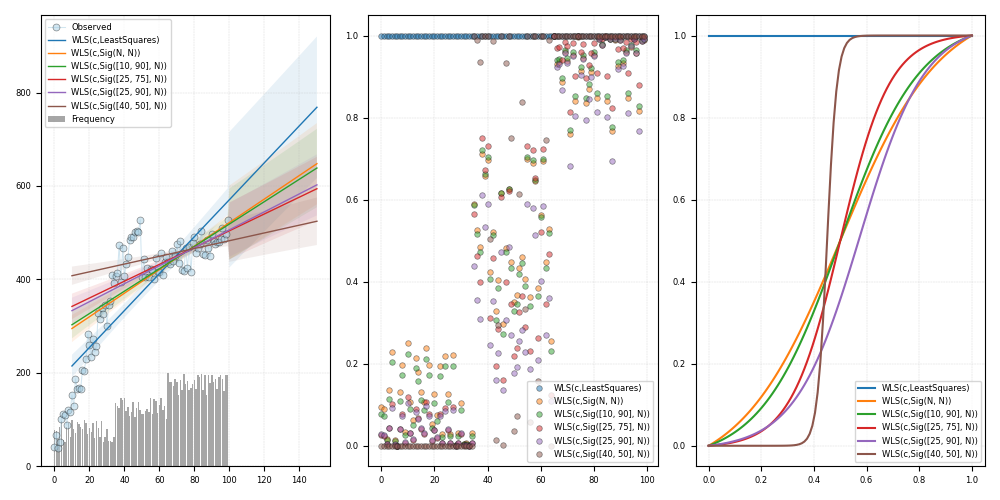 Observed
WLS(c,LeastSquares)
WLS(c,Sig(N, N))
WLS(c,Sig([10, 90], N))
WLS(c,Sig([25, 75], N))
WLS(c,Sig([25, 90], N))
WLS(c,Sig([40, 50], N))
Frequency
800
600
400
200
0
0 20 40 60 80 100 120 140
1.0
0.8
0.6
0.4
0.2
0.0
WLS(c,LeastSquares)
WLS(c,Sig(N, N))
WLS(c,Sig([10, 90], N))
WLS(c,Sig([25, 75], N))
WLS(c,Sig([25, 90], N))
WLS(c,Sig([40, 50], N))
0 20 40 60 80 100
1.0
0.8
0.6
0.4
0.2
0.0
WLS(c,LeastSquares)
WLS(c,Sig(N, N))
WLS(c,Sig([10, 90], N))
WLS(c,Sig([25, 75], N))
WLS(c,Sig([25, 90], N))
WLS(c,Sig([40, 50], N))
0.0 0.2 0.4 0.6 0.8 1.0